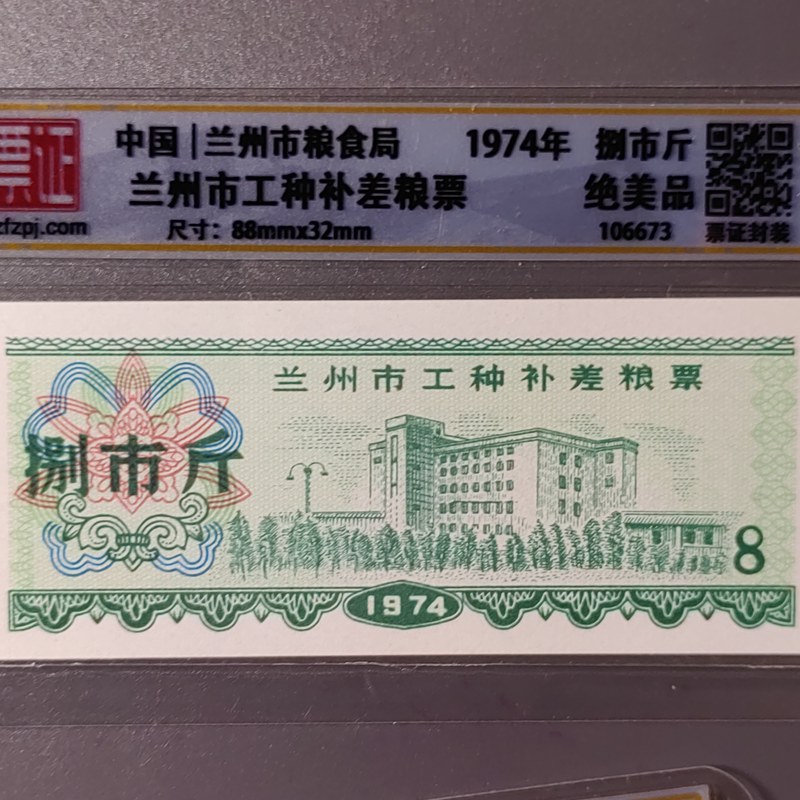 票证
中国|兰州市粮食局 1974年 捌市斤
兰州市工种补差粮票 绝美品
zfzpj.com 尺寸：88mmx32mm 106673 票证封装
兰州市工种补差粮票
捌市斤
8
1974